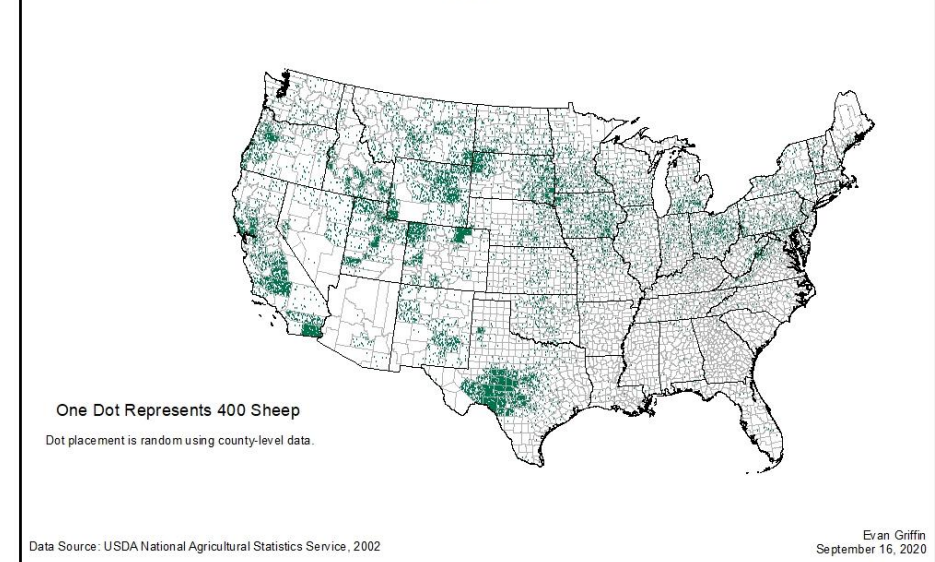 One Dot Represents 400 Sheep
Dot placement is random using county-level data.
Data Source: USDA National Agricultural Statistics Service, 2002
Evan Griffin
September 16, 2020